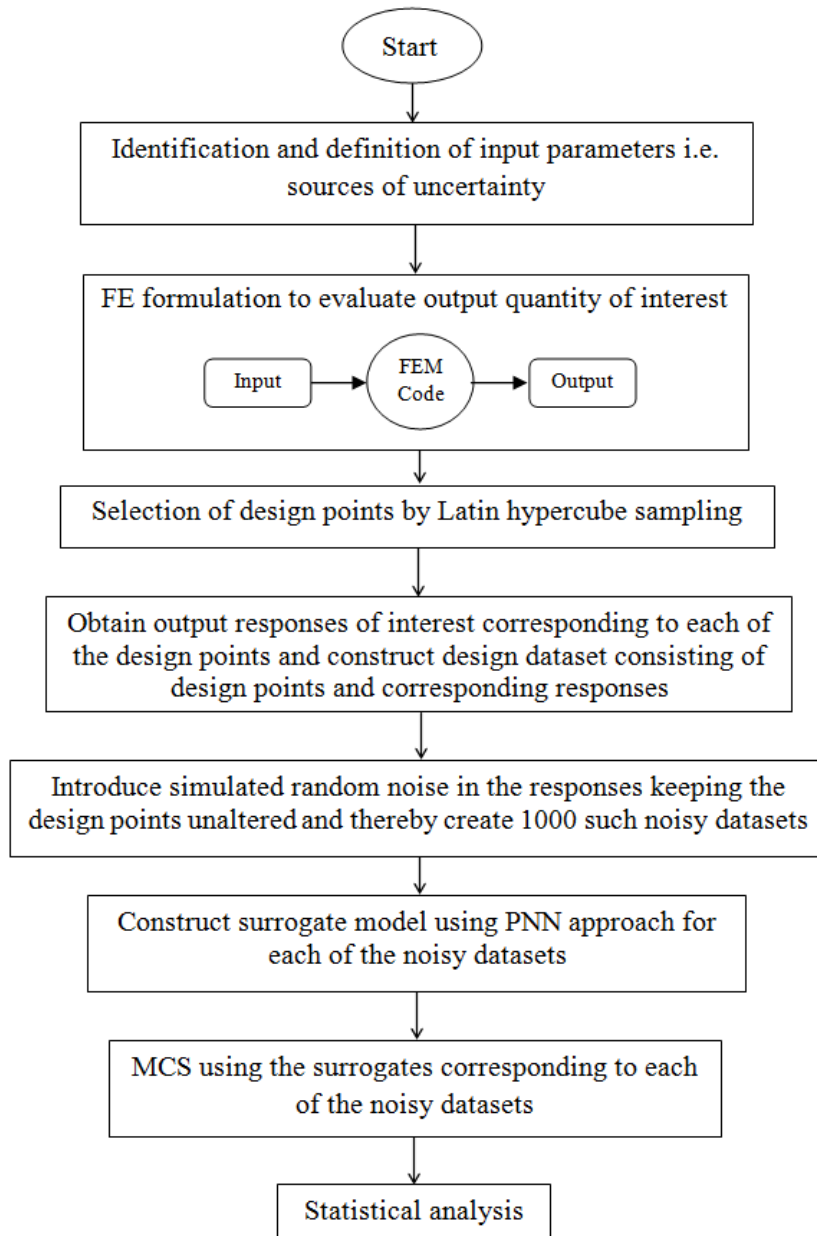 Start
Identification and definition of input parameters i.e.
sources of uncertainty
FE formulation to evaluate output quantity of interest
Input
FEM
Code
Output
Selection of design points by Latin hypercube sampling
Obtain output responses of interest corresponding to each of
the design points and construct design dataset consisting of
design points and corresponding responses
Introduce simulated random noise in the responses keeping the
design points unaltered and thereby create 1000 such noisy datasets
Construct surrogate model using PNN approach for
each of the noisy datasets
MCS using the surrogates corresponding to each
of the noisy datasets
Statistical analysis